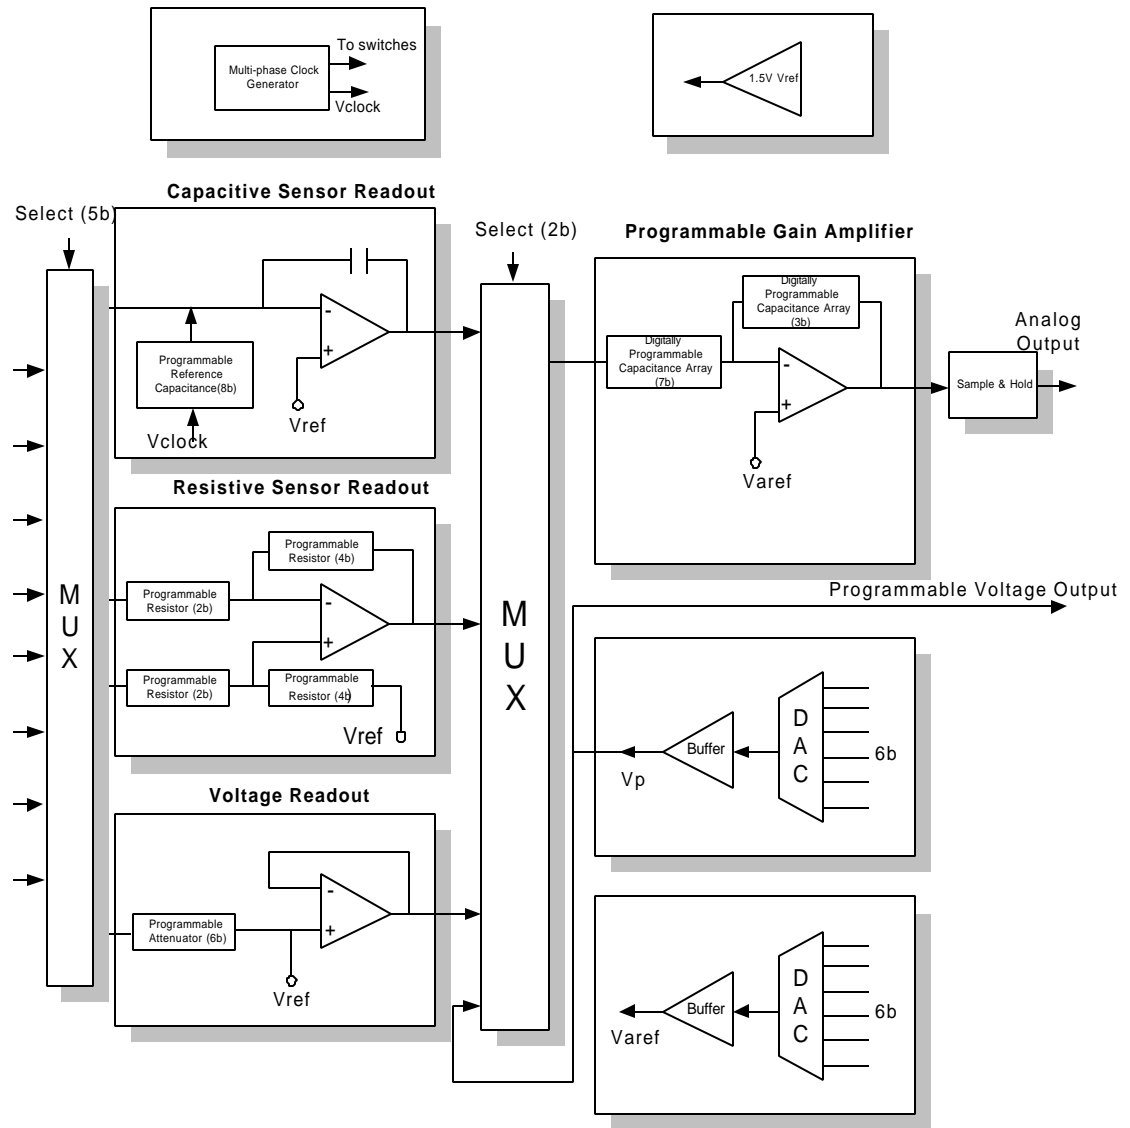 To switches
Multi-phase Clock
Generator
Vclock
1.5V Vref
Capacitive Sensor Readout
Select (5b)
Select (2b)
Programmable Gain Amplifier
-
+
Programmable
Reference
Capacitance(8b)
Vref
Vclock
Digitally
Programmable
Capacitance Array
(3b)
Digitally
Programmable
Capacitance Array
(7b)
-
+
Varef
Analog
Output
Sample & Hold
Resistive Sensor Readout
Programmable
Resistor (4b)
Programmable
Resistor (2b)
-
+
Programmable
Resistor (2b)
Programmable
Resistor (4b)
Vref
M
U
X
M
U
X
Programmable Voltage Output
Buffer
Vp
D
A
C
6b
Voltage Readout
-
+
Programmable
Attenuator (6b)
Vref
Buffer
Varef
D
A
C
6b